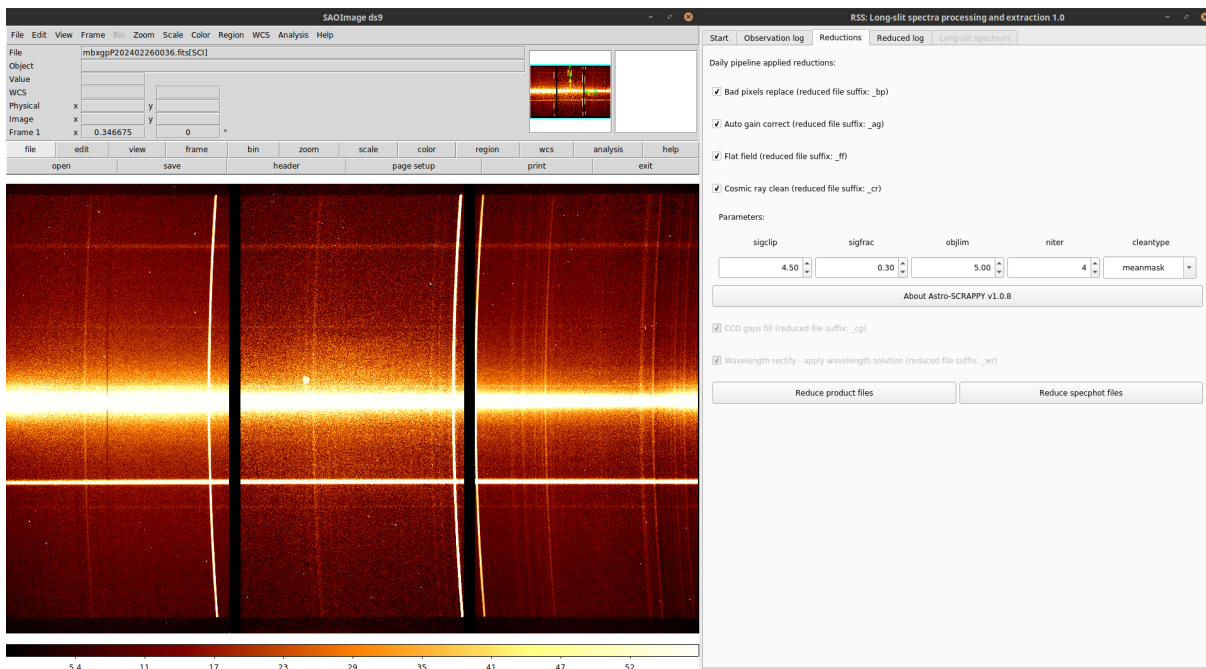 SAOImage ds9
File Edit View Frame Bin Zoom Scale Color Region WCS Analysis Help
File mbxgpP202402260036.fits[SCI]
Object
Value
WCS
Physical x y
Image x y
Frame 1 x 0.346675 0 °
file edit view frame bin zoom scale color region wcs analysis help
open save header page setup print exit
5.4 11 17 23 29 35 41 47 52
RSS: Long-slit spectra processing and extraction 1.0
Start Observation log Reductions Reduced log Long-slit spectrum
Daily pipeline applied reductions:
Bad pixels replace (reduced file suffix: _bp)
Auto gain correct (reduced file suffix: _ag)
Flat field (reduced file suffix: _ff)
Cosmic ray clean (reduced file suffix: _cr)
Parameters:
sigclip sigfrac objlim niter cleantype
4.50 0.30 5.00 4 meanmask
About Astro-SCRAPPY v1.0.8
CCD gaps fill (reduced file suffix: _cg)
Wavelength rectify - apply wavelength solution (reduced file suffix: _wr)
Reduce product files Reduce specphot files